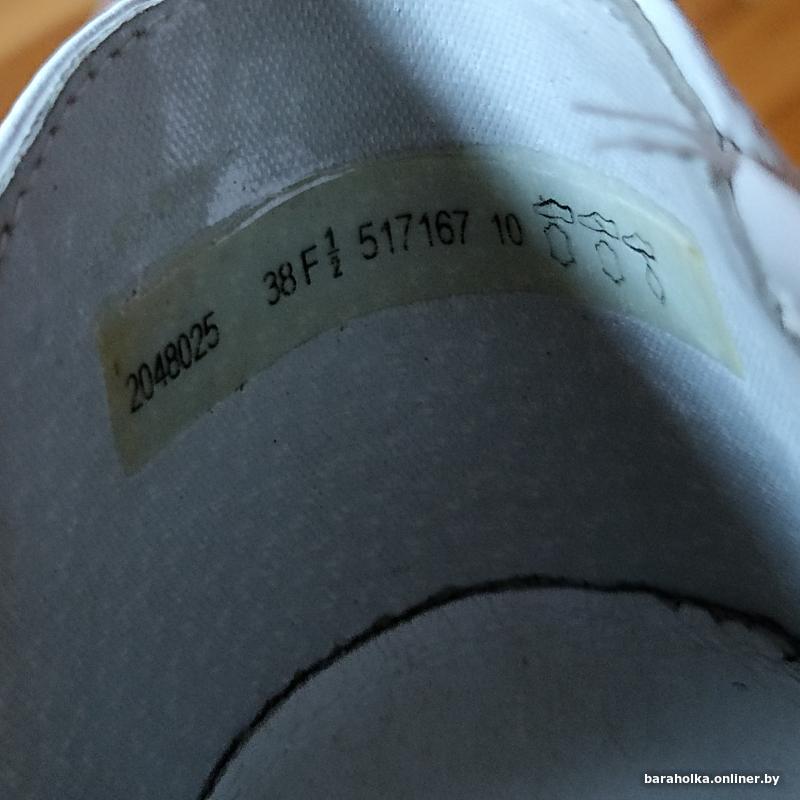 2048025 38 F 1/2 517167 10
baraholka.onliner.by